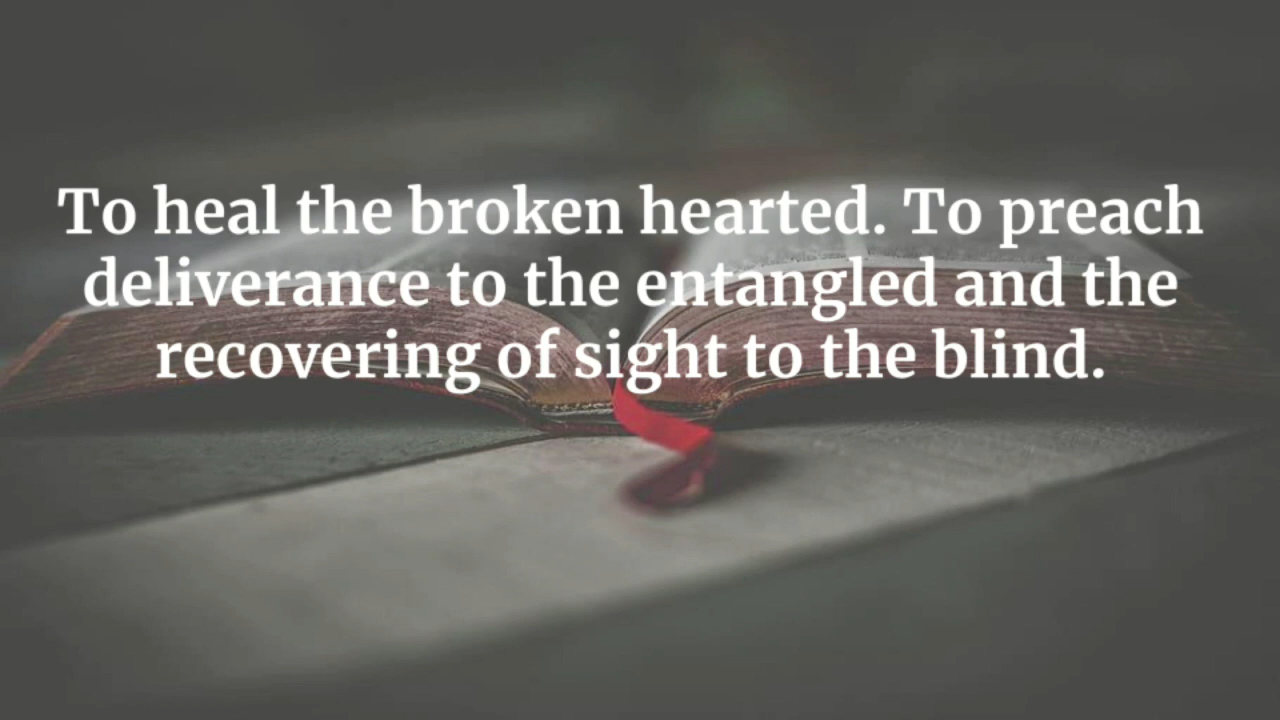 To heal the broken hearted. To preach
deliverance to the entangled and the
recovering of sight to the blind.